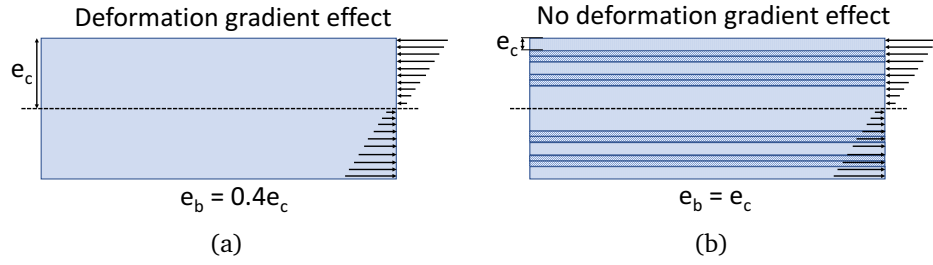 Deformation gradient effect
No deformation gradient effect
e_c
e_c
e_b = 0.4e_c
e_b = e_c
(a)
(b)